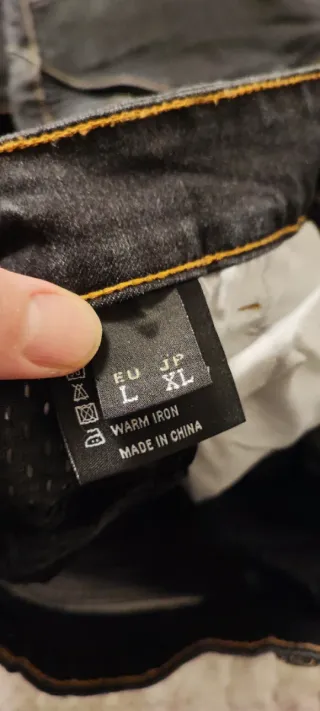 EU JP
L XL
WARM IRON
MADE IN CHINA